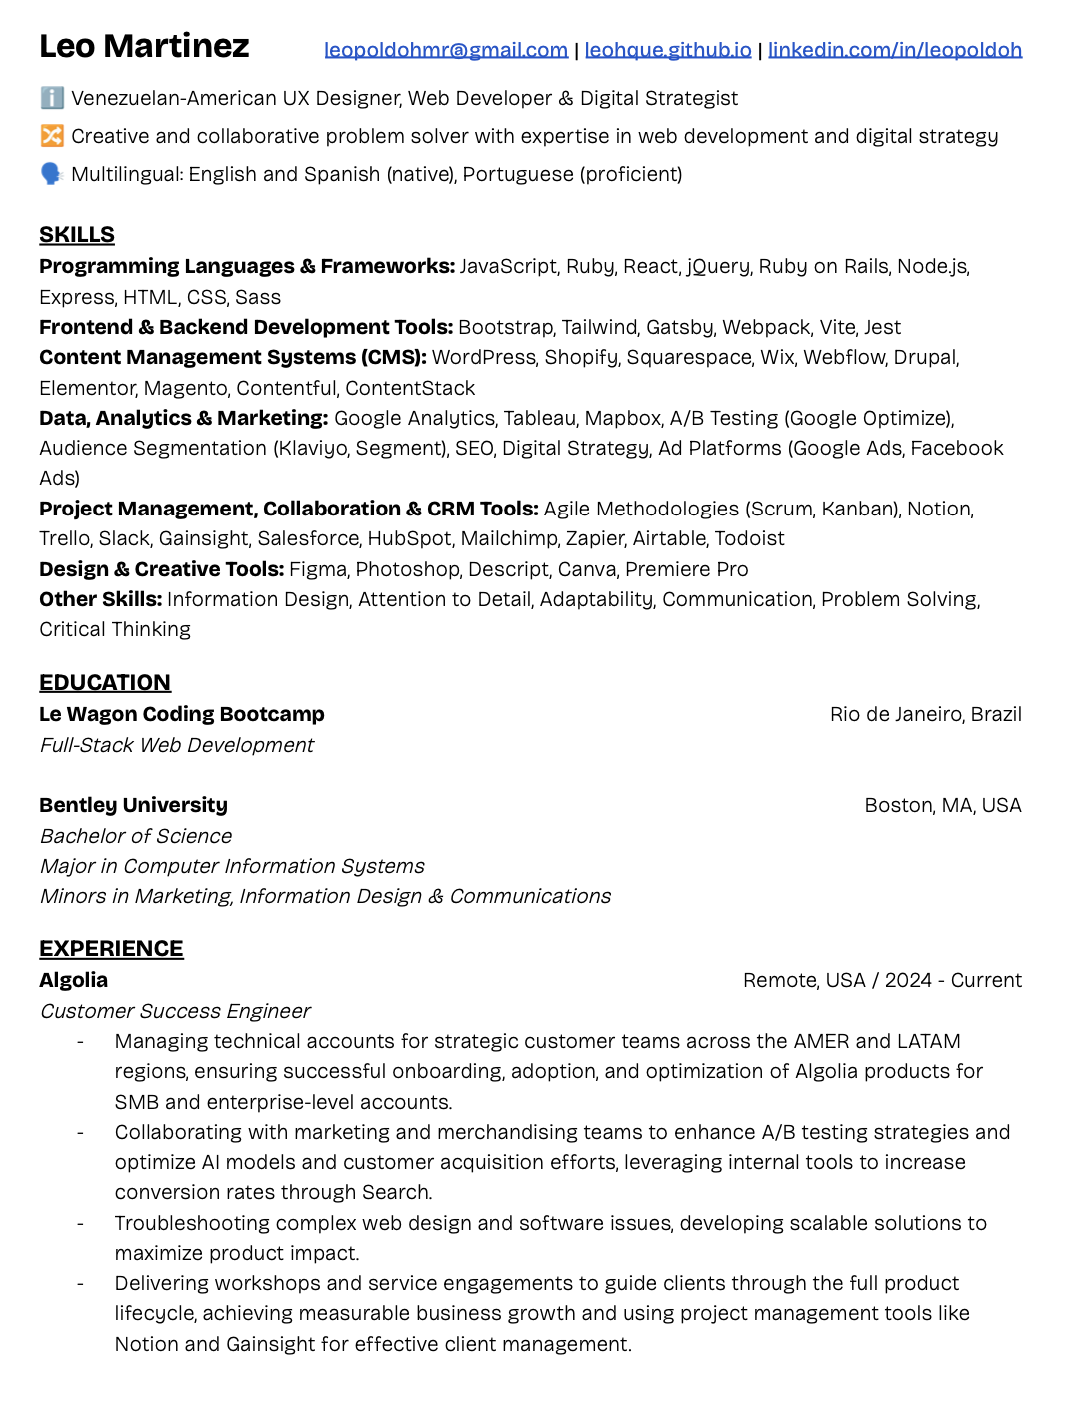 Leo Martinez leopoldohmr@gmail.com | leohque.github.io | linkedin.com/in/leopoldoh
ℹ️ Venezuelan-American UX Designer, Web Developer & Digital Strategist
🔀 Creative and collaborative problem solver with expertise in web development and digital strategy
🗣️ Multilingual: English and Spanish (native), Portuguese (proficient)
SKILLS
Programming Languages & Frameworks: JavaScript, Ruby, React, jQuery, Ruby on Rails, Node.js,
Express, HTML, CSS, Sass
Frontend & Backend Development Tools: Bootstrap, Tailwind, Gatsby, Webpack, Vite, Jest
Content Management Systems (CMS): WordPress, Shopify, Squarespace, Wix, Webflow, Drupal,
Elementor, Magento, Contentful, ContentStack
Data, Analytics & Marketing: Google Analytics, Tableau, Mapbox, A/B Testing (Google Optimize),
Audience Segmentation (Klaviyo, Segment), SEO, Digital Strategy, Ad Platforms (Google Ads, Facebook
Ads)
Project Management, Collaboration & CRM Tools: Agile Methodologies (Scrum, Kanban), Notion,
Trello, Slack, Gainsight, Salesforce, HubSpot, Mailchimp, Zapier, Airtable, Todoist
Design & Creative Tools: Figma, Photoshop, Descript, Canva, Premiere Pro
Other Skills: Information Design, Attention to Detail, Adaptability, Communication, Problem Solving,
Critical Thinking
EDUCATION
Le Wagon Coding Bootcamp Rio de Janeiro, Brazil
Full-Stack Web Development
Bentley University Boston, MA, USA
Bachelor of Science
Major in Computer Information Systems
Minors in Marketing, Information Design & Communications
EXPERIENCE
Algolia Remote, USA / 2024 - Current
Customer Success Engineer
- Managing technical accounts for strategic customer teams across the AMER and LATAM
regions, ensuring successful onboarding, adoption, and optimization of Algolia products for
SMB and enterprise-level accounts.
- Collaborating with marketing and merchandising teams to enhance A/B testing strategies and
optimize AI models and customer acquisition efforts, leveraging internal tools to increase
conversion rates through Search.
- Troubleshooting complex web design and software issues, developing scalable solutions to
maximize product impact.
- Delivering workshops and service engagements to guide clients through the full product
lifecycle, achieving measurable business growth and using project management tools like
Notion and Gainsight for effective client management.